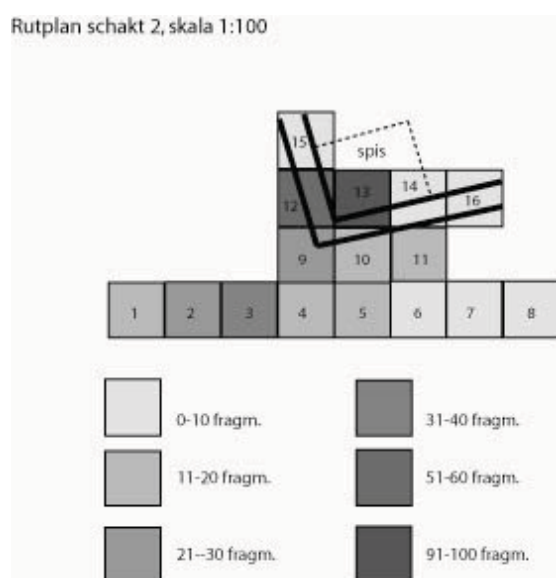 Rutplan schakt 2, skala 1:100
15
spis
12 13 14 16
9 10 11
1 2 3 4 5 6 7 8
0-10 fragm.
31-40 fragm.
11-20 fragm.
51-60 fragm.
21--30 fragm.
91-100 fragm.